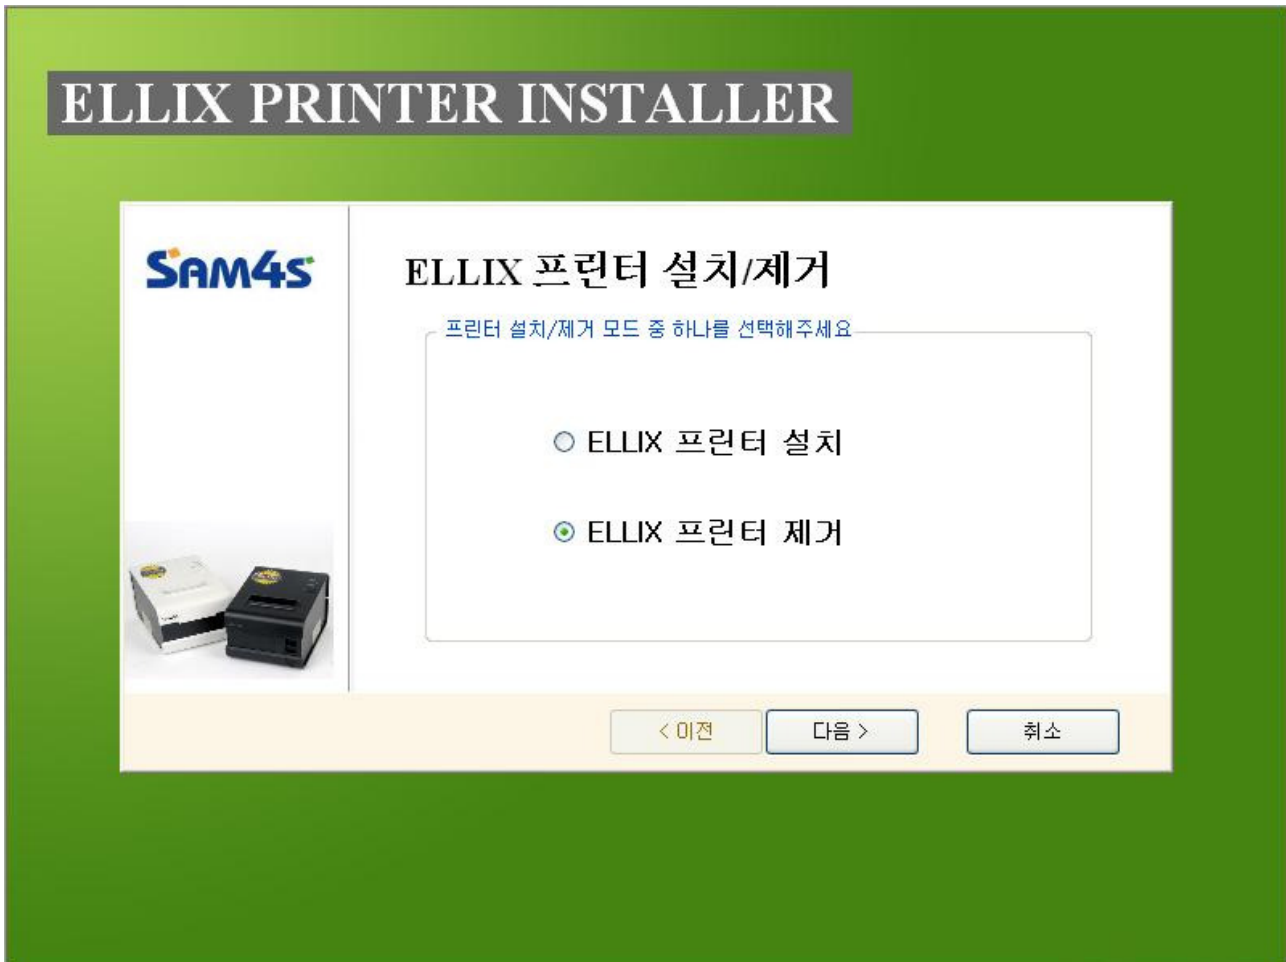 ELLIX PRINTER INSTALLER
SAM4S
ELLIX 프린터 설치/제거
프린터 설치/제거 모드 중 하나를 선택해주세요
ELLIX 프린터 설치
ELLIX 프린터 제거
< 이전
다음 >
취소